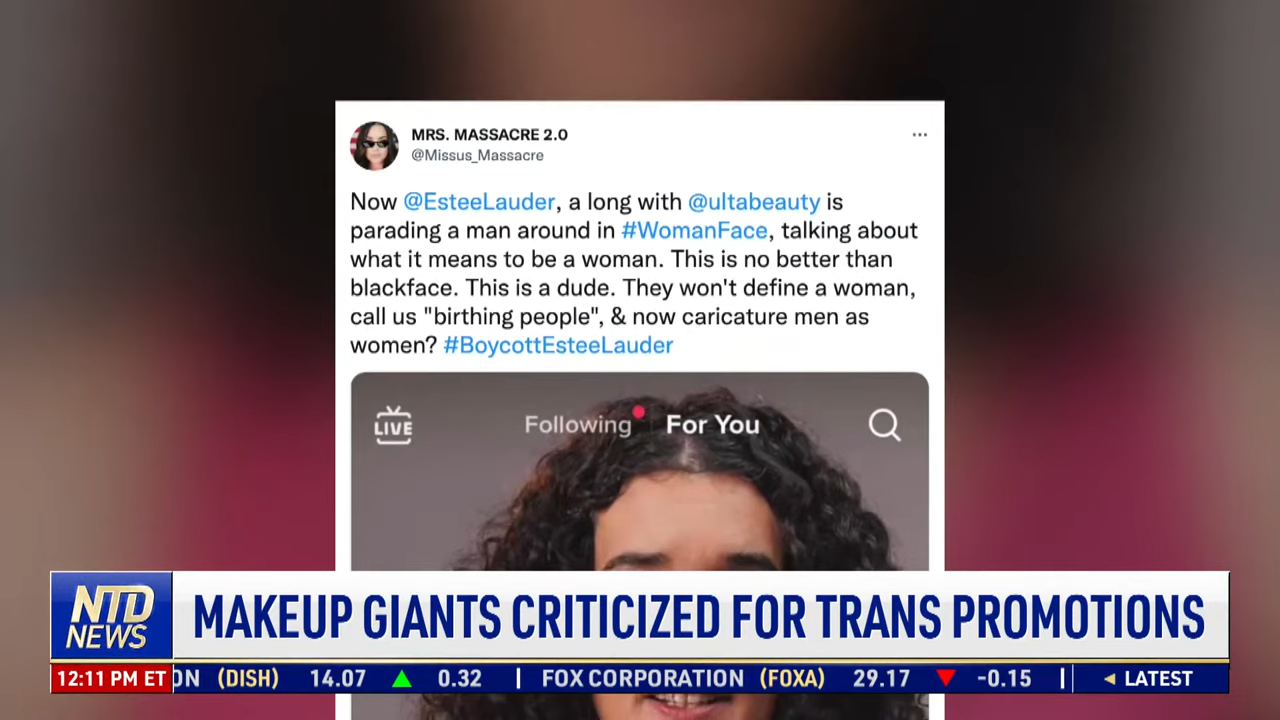 MRS. MASSACRE 2.0
@Missus_Massacre
Now @EsteeLauder, a long with @ultabeauty is
parading a man around in #WomanFace, talking about
what it means to be a woman. This is no better than
blackface. This is a dude. They won't define a woman,
call us "birthing people", & now caricature men as
women? #BoycottEsteeLauder
LIVE
Following
For You
NTD
NEWS
MAKEUP GIANTS CRITICIZED FOR TRANS PROMOTIONS
12:11 PM ET
ON (DISH) 14.07 ▲ 0.32 | FOX CORPORATION (FOXA) 29.17 ▼ -0.15 |
◄ LATEST